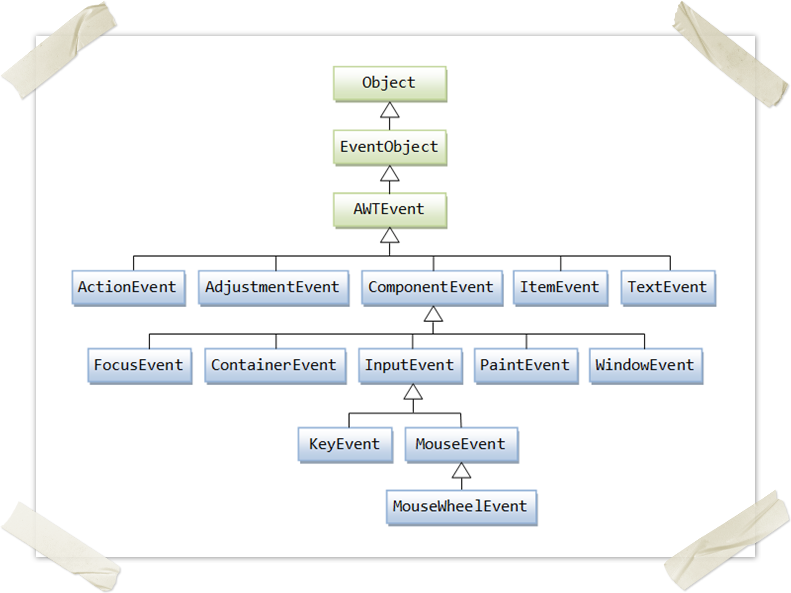 Object
EventObject
AWTEvent
ActionEvent
AdjustmentEvent
ComponentEvent
ItemEvent
TextEvent
FocusEvent
ContainerEvent
InputEvent
PaintEvent
WindowEvent
KeyEvent
MouseEvent
MouseWheelEvent